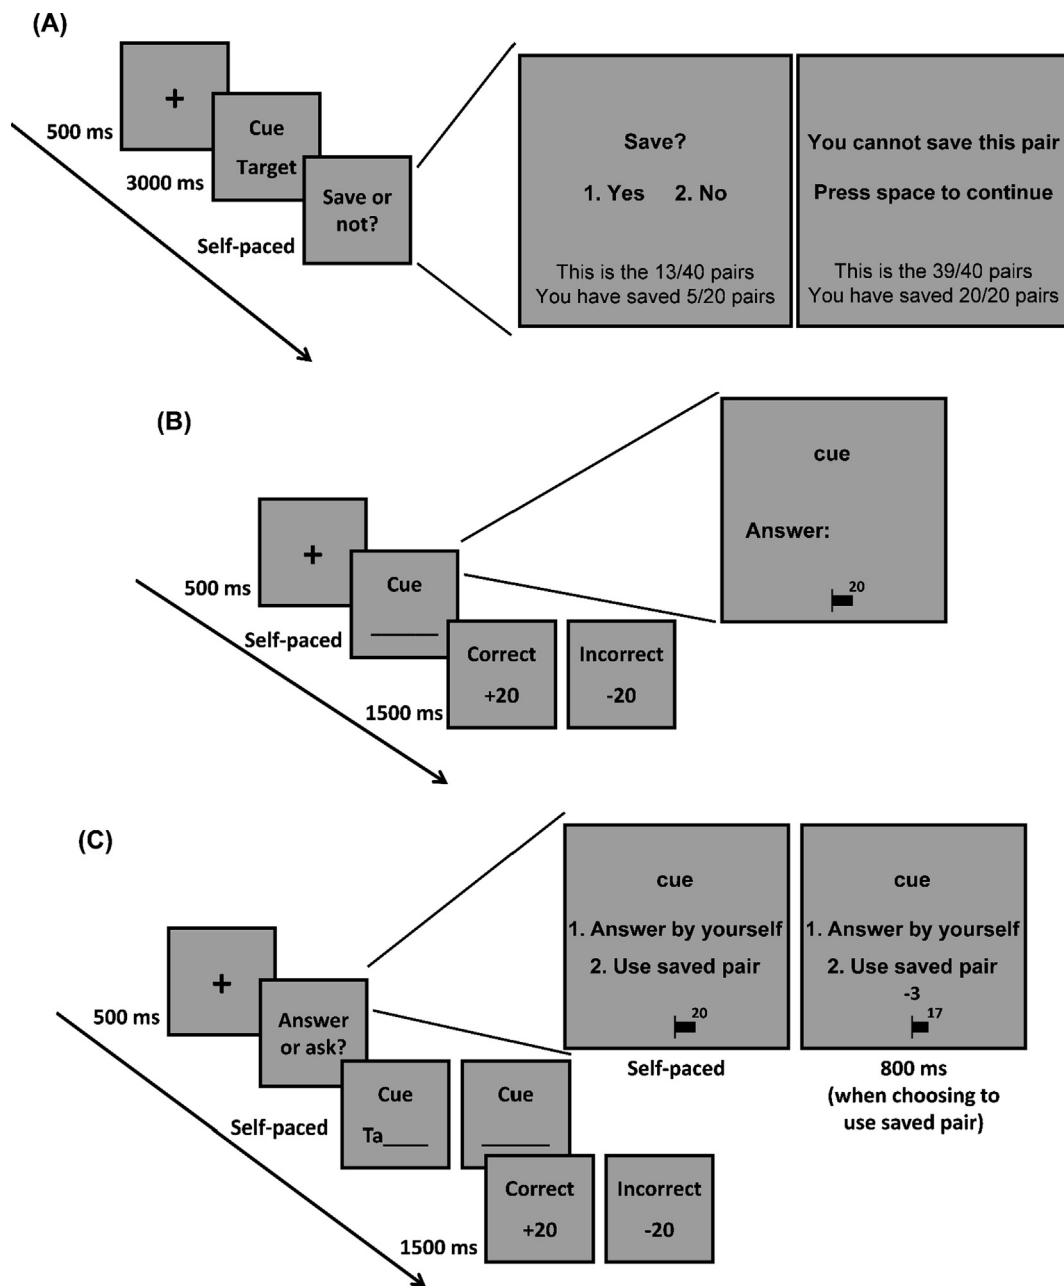 (A)
+
500 ms
Cue
Target
3000 ms
Save or
not?
Self-paced
Save?
1. Yes 2. No
This is the 13/40 pairs
You have saved 5/20 pairs
You cannot save this pair
Press space to continue
This is the 39/40 pairs
You have saved 20/20 pairs
(B)
+
500 ms
Cue
_______
Self-paced
Correct
+20
Incorrect
-20
1500 ms
cue
Answer:
20
(C)
+
500 ms
Answer
or ask?
Self-paced
Cue
Ta____
Cue
_______
Correct
+20
Incorrect
-20
1500 ms
cue
1. Answer by yourself
2. Use saved pair
20
Self-paced
cue
1. Answer by yourself
2. Use saved pair
-3
17
800 ms
(when choosing to
use saved pair)